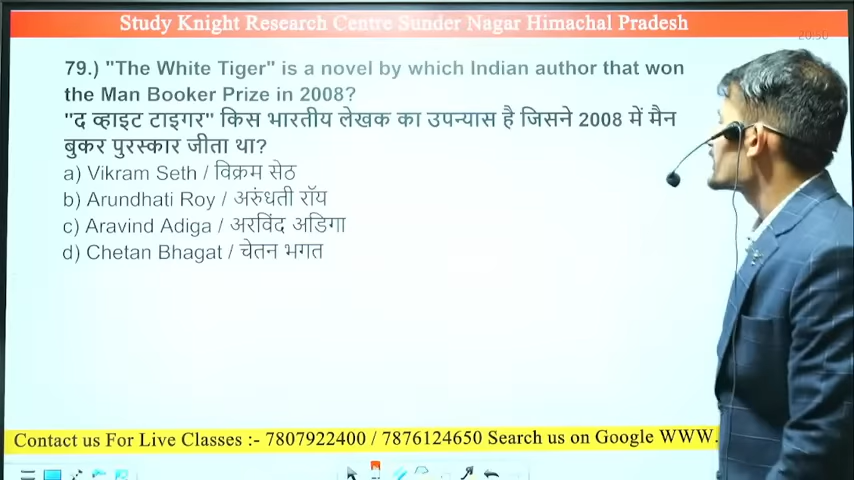 Study Knight Research Centre Sunder Nagar Himachal Pradesh
20:50
79.) "The White Tiger" is a novel by which Indian author that won
the Man Booker Prize in 2008?
"द व्हाइट टाइगर" किस भारतीय लेखक का उपन्यास है जिसने 2008 में मैन
बुकर पुरस्कार जीता था?
a) Vikram Seth / विक्रम सेठ
b) Arundhati Roy / अरुंधती रॉय
c) Aravind Adiga / अरविंद अडिगा
d) Chetan Bhagat / चेतन भगत
Contact us For Live Classes :- 7807922400 / 7876124650 Search us on Google WWW.